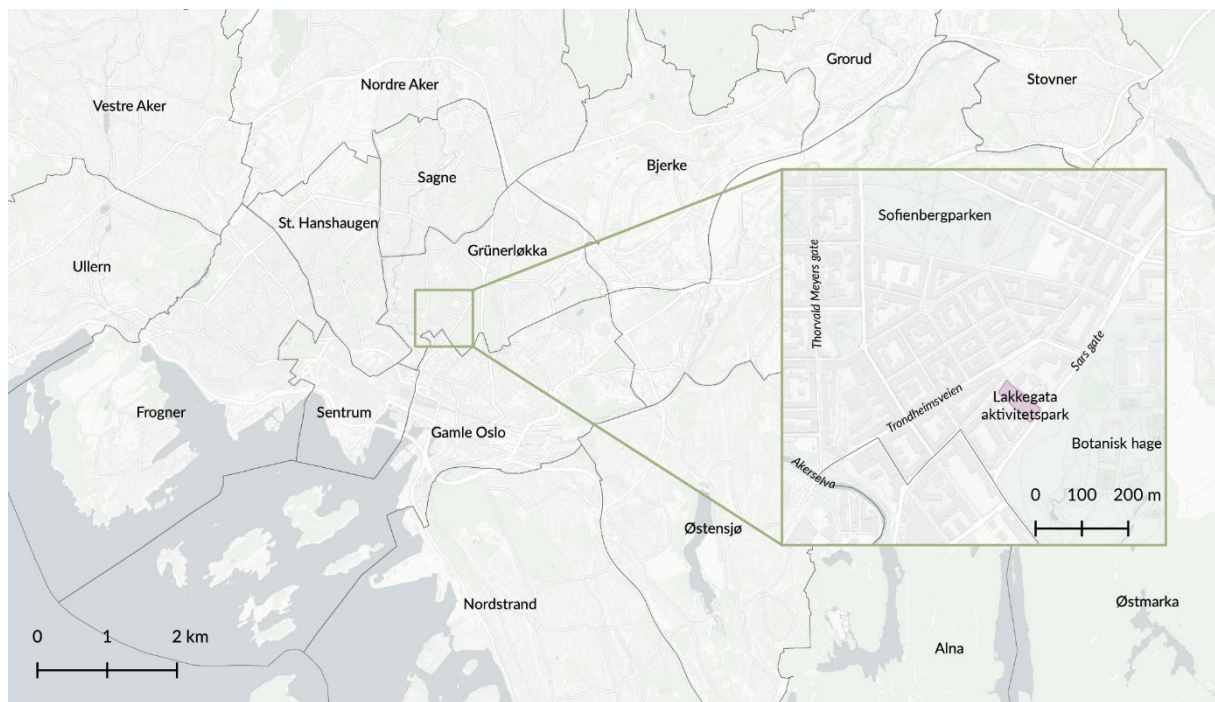 Grorud
Stovner
Nordre Aker
Vestre Aker
Bjerke
Sagne
St. Hanshaugen
Grünerløkka
Ullern
Sofienbergparken
Thorvald Meyers gate
Sars gate
Trondheimsveien
Lakkegata
aktivitetspark
Botanisk hage
Akerselva
0 100 200 m
Frogner
Sentrum
Gamle Oslo
Østensjø
Nordstrand
Østmarka
Alna
0 1 2 km